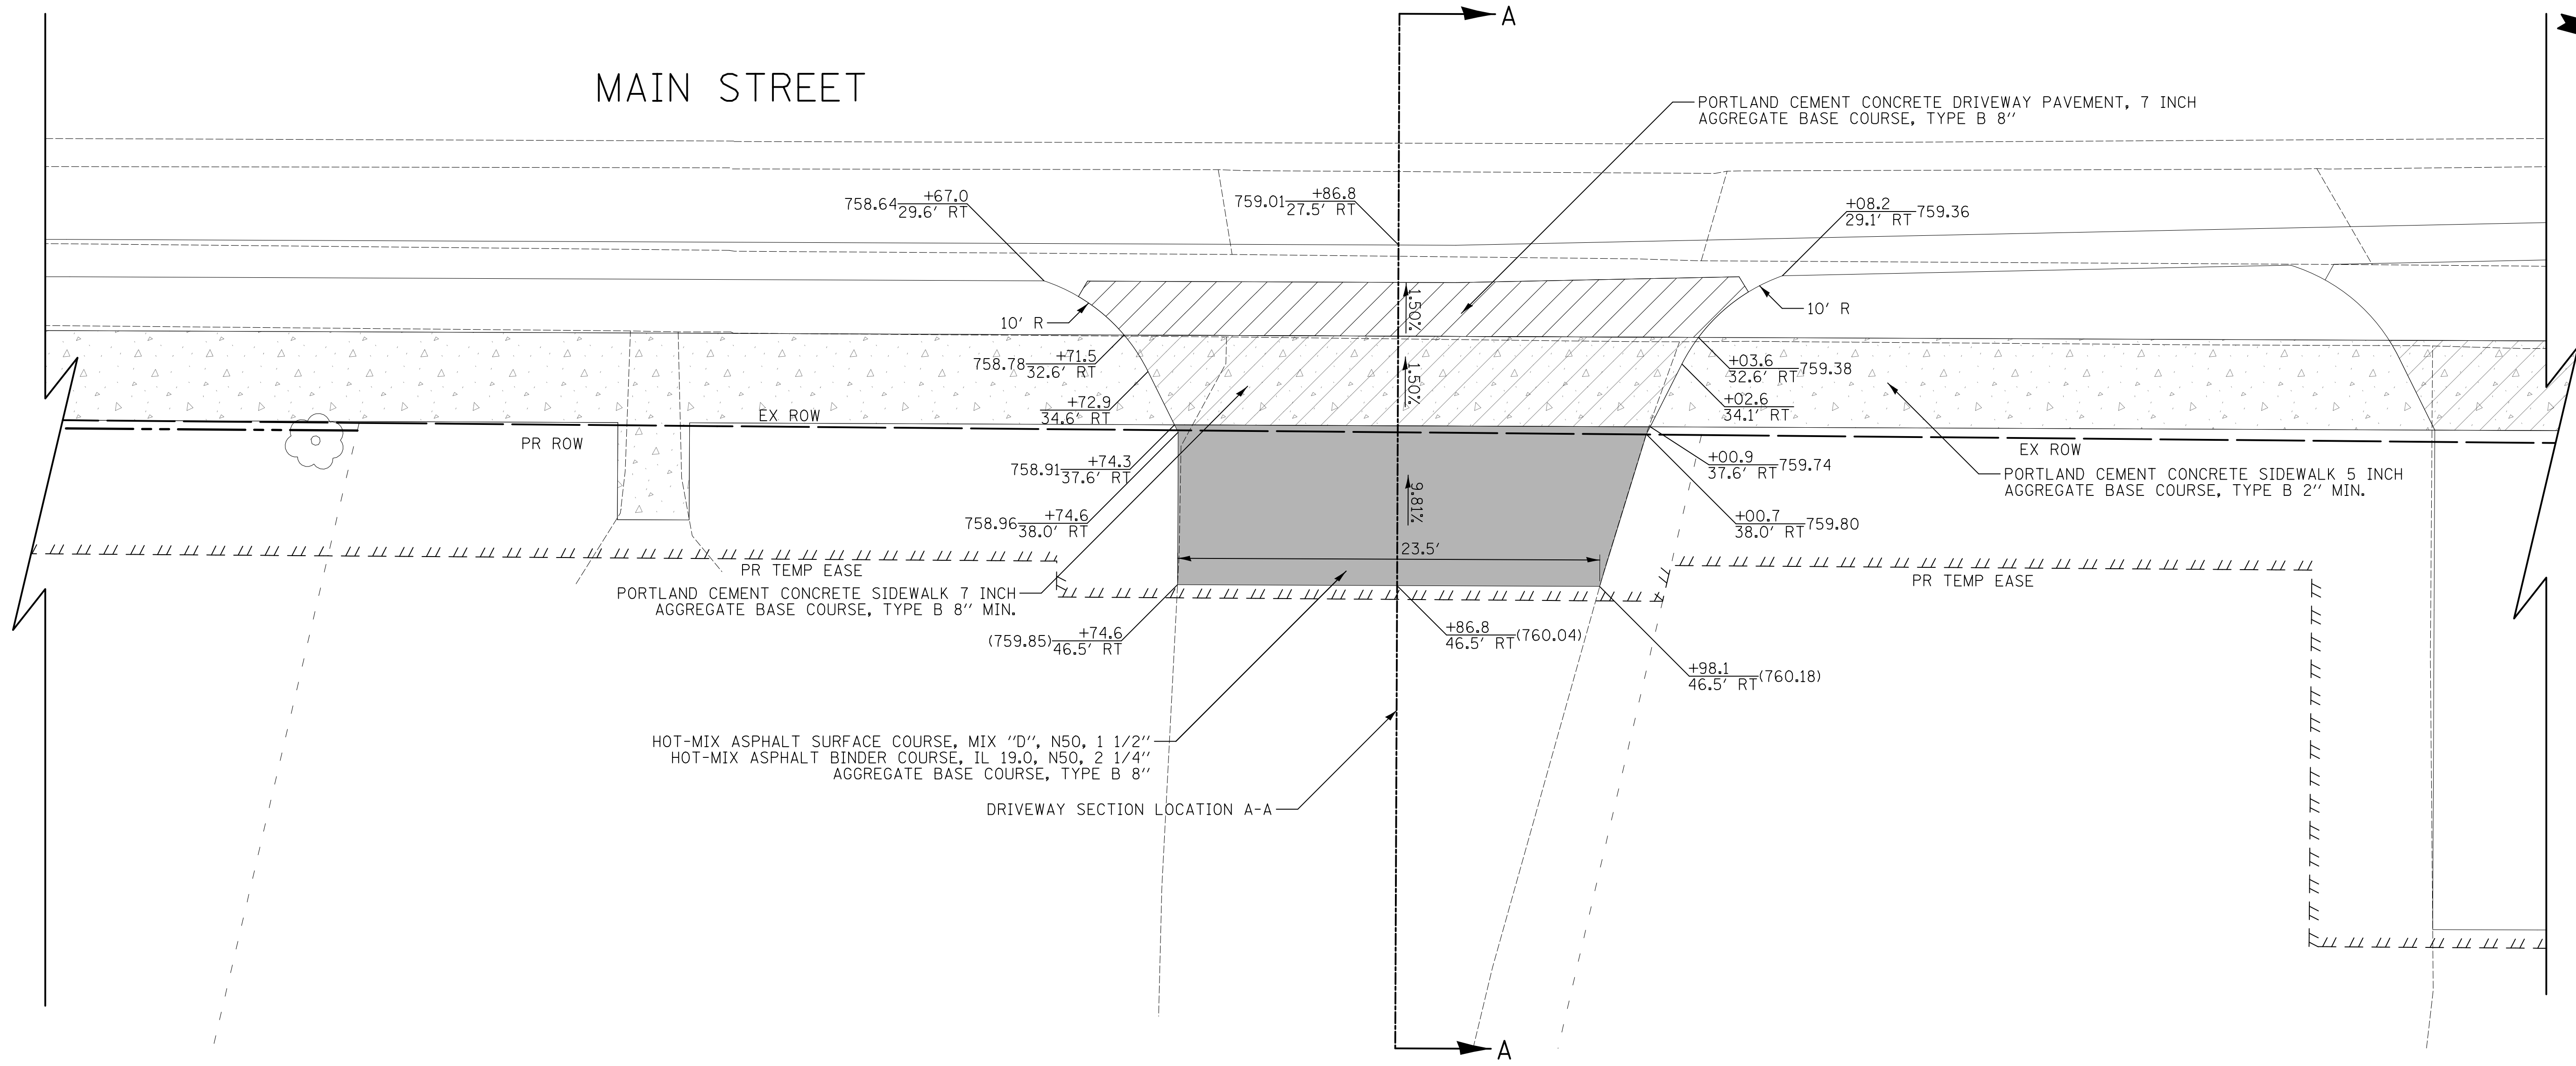 A
MAIN STREET
PORTLAND CEMENT CONCRETE DRIVEWAY PAVEMENT, 7 INCH
AGGREGATE BASE COURSE, TYPE B 8"
758.64 +67.0
29.6' RT
759.01 +86.8
27.5' RT
+08.2 759.36
29.1' RT
1.50%
10' R
10' R
758.78 +71.5
32.6' RT
1.50%
+03.6 759.38
32.6' RT
+72.9
34.6' RT
+02.6
34.1' RT
EX ROW
PR ROW
EX ROW
758.91 +74.3
37.6' RT
+00.9 759.74
37.6' RT
PORTLAND CEMENT CONCRETE SIDEWALK 5 INCH
AGGREGATE BASE COURSE, TYPE B 2" MIN.
9.81%
758.96 +74.6
38.0' RT
+00.7 759.80
38.0' RT
23.5'
PR TEMP EASE
PR TEMP EASE
PORTLAND CEMENT CONCRETE SIDEWALK 7 INCH
AGGREGATE BASE COURSE, TYPE B 8" MIN.
(759.85) +74.6
46.5' RT
+86.8 (760.04)
46.5' RT
+98.1 (760.18)
46.5' RT
HOT-MIX ASPHALT SURFACE COURSE, MIX "D", N50, 1 1/2"
HOT-MIX ASPHALT BINDER COURSE, IL 19.0, N50, 2 1/4"
AGGREGATE BASE COURSE, TYPE B 8"
DRIVEWAY SECTION LOCATION A-A
A